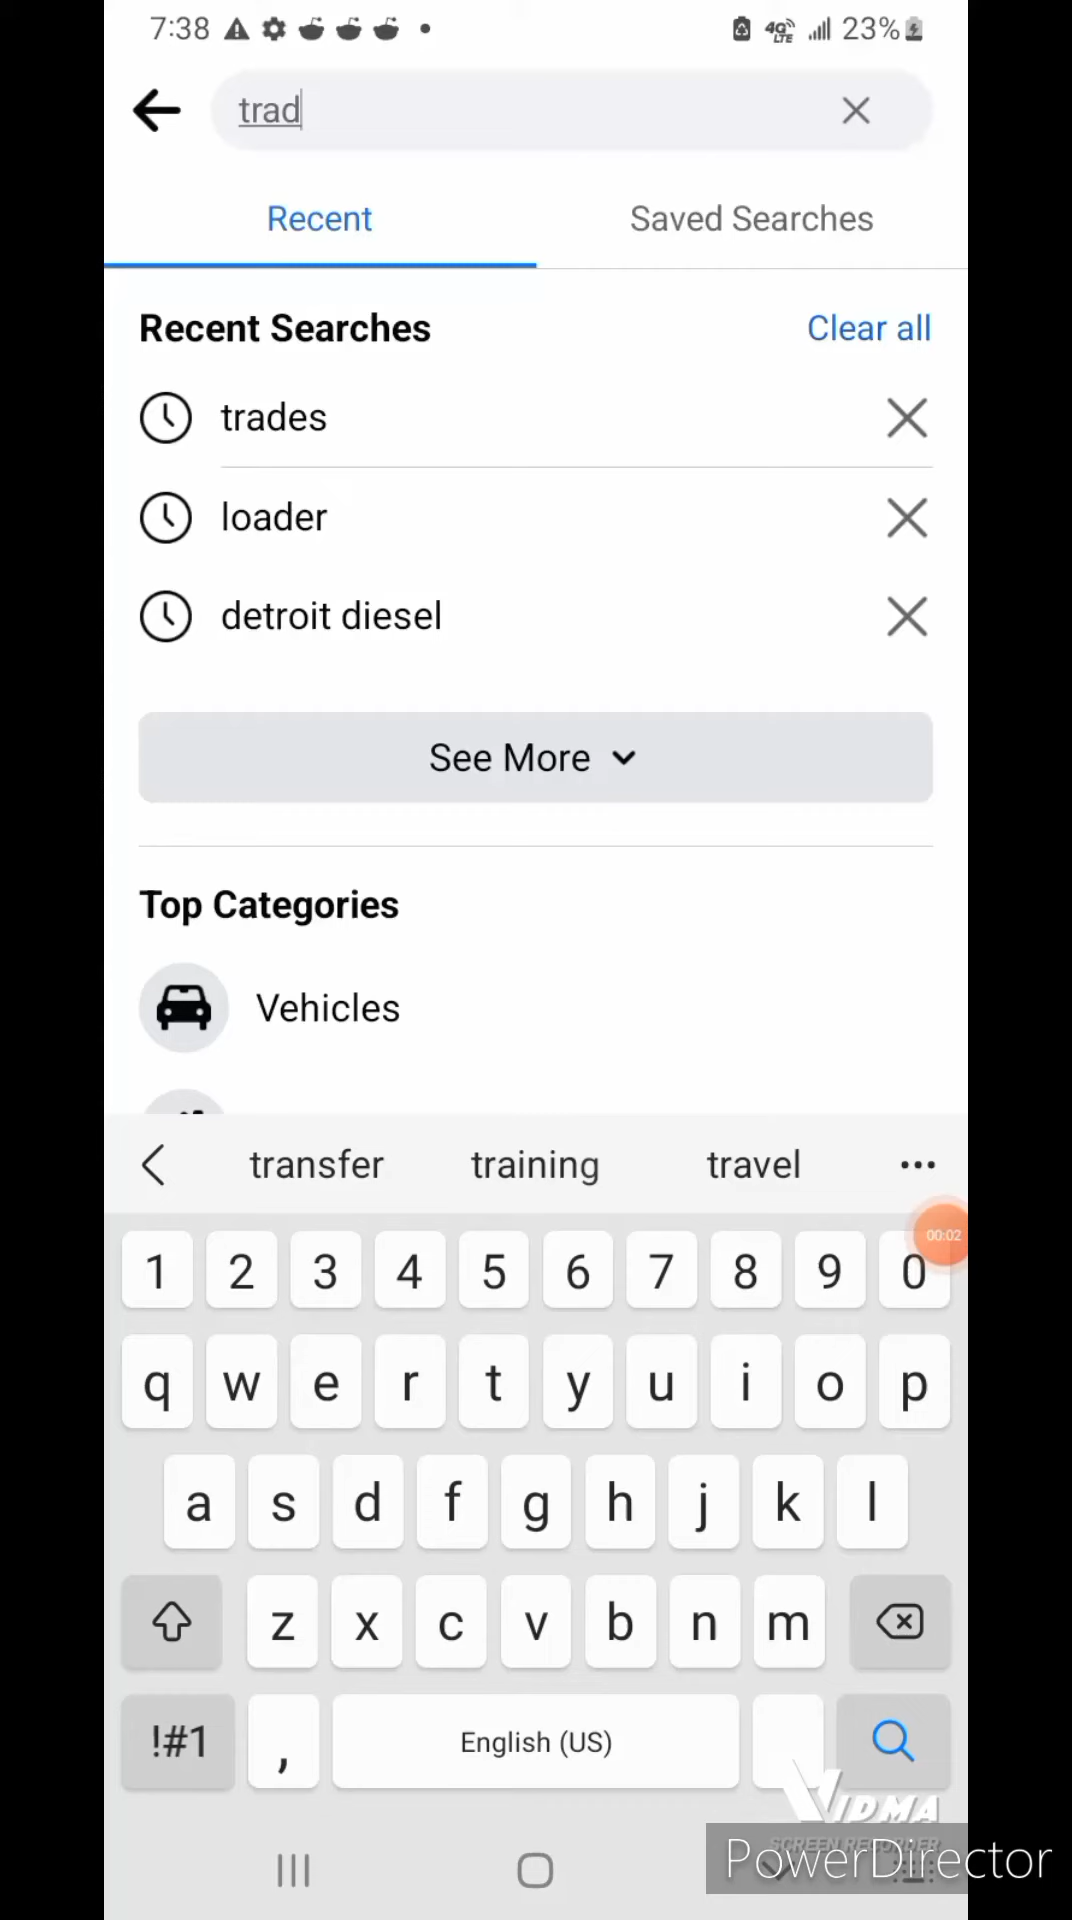 7:38 4G LTE 23%
trad
Recent Saved Searches
Recent Searches Clear all
trades
loader
detroit diesel
See More
Top Categories
Vehicles
transfer training travel
00:02
1 2 3 4 5 6 7 8 9 0
q w e r t y u i o p
a s d f g h j k l
z x c v b n m
!#1 , English (US)
VIDMA
SCREEN RECORDER
PowerDirector